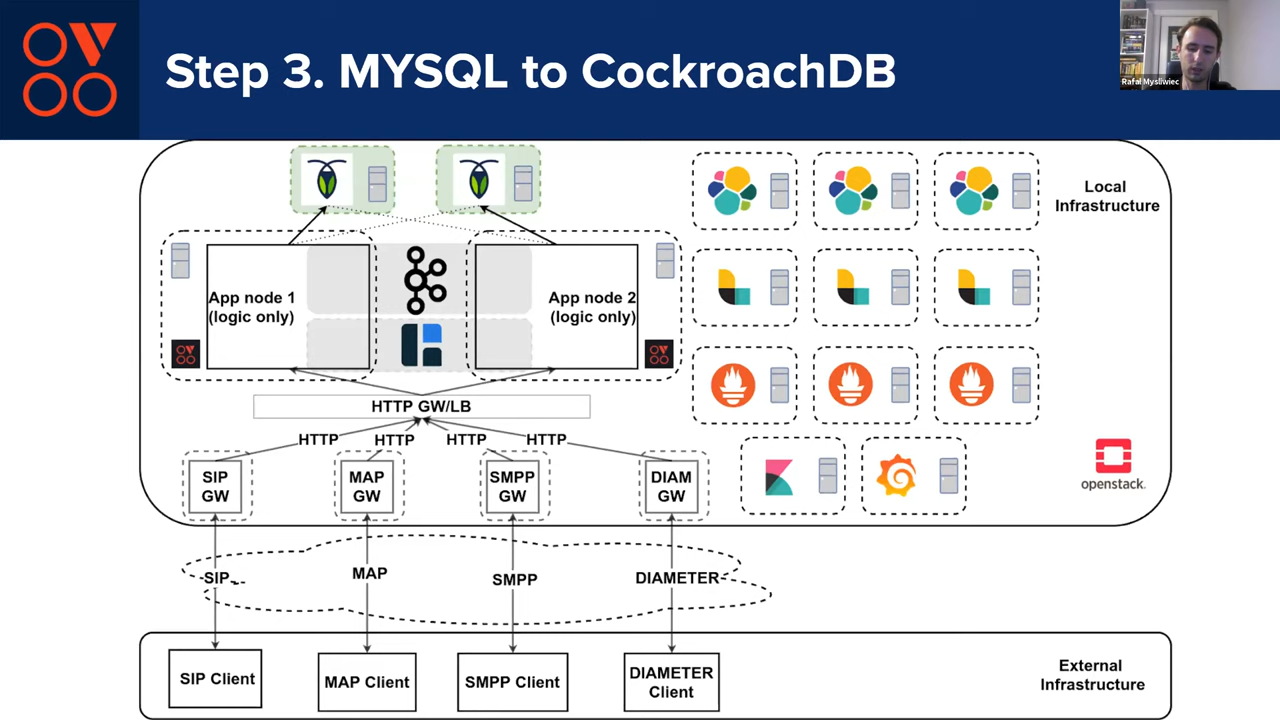 Step 3. MYSQL to CockroachDB
Rafał Myśliwiec
Local
Infrastructure
App node 1
(logic only)
App node 2
(logic only)
HTTP GW/LB
HTTP
HTTP
HTTP
HTTP
SIP
GW
MAP
GW
SMPP
GW
DIAM
GW
openstack.
SIP
MAP
SMPP
DIAMETER
SIP Client
MAP Client
SMPP Client
DIAMETER
Client
External
Infrastructure